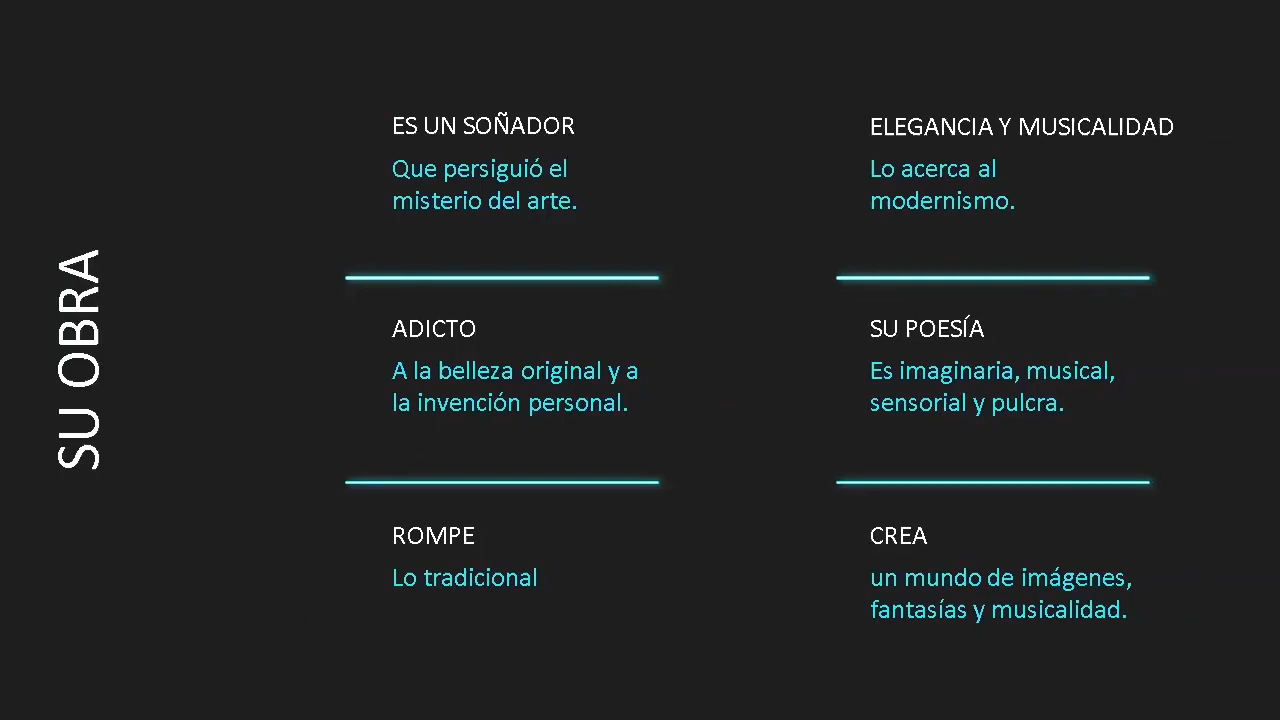 SU OBRA
ES UN SOÑADOR
Que persiguió el
misterio del arte.
ADICTO
A la belleza original y a
la invención personal.
ROMPE
Lo tradicional
ELEGANCIA Y MUSICALIDAD
Lo acerca al
modernismo.
SU POESÍA
Es imaginaria, musical,
sensorial y pulcra.
CREA
un mundo de imágenes,
fantasías y musicalidad.